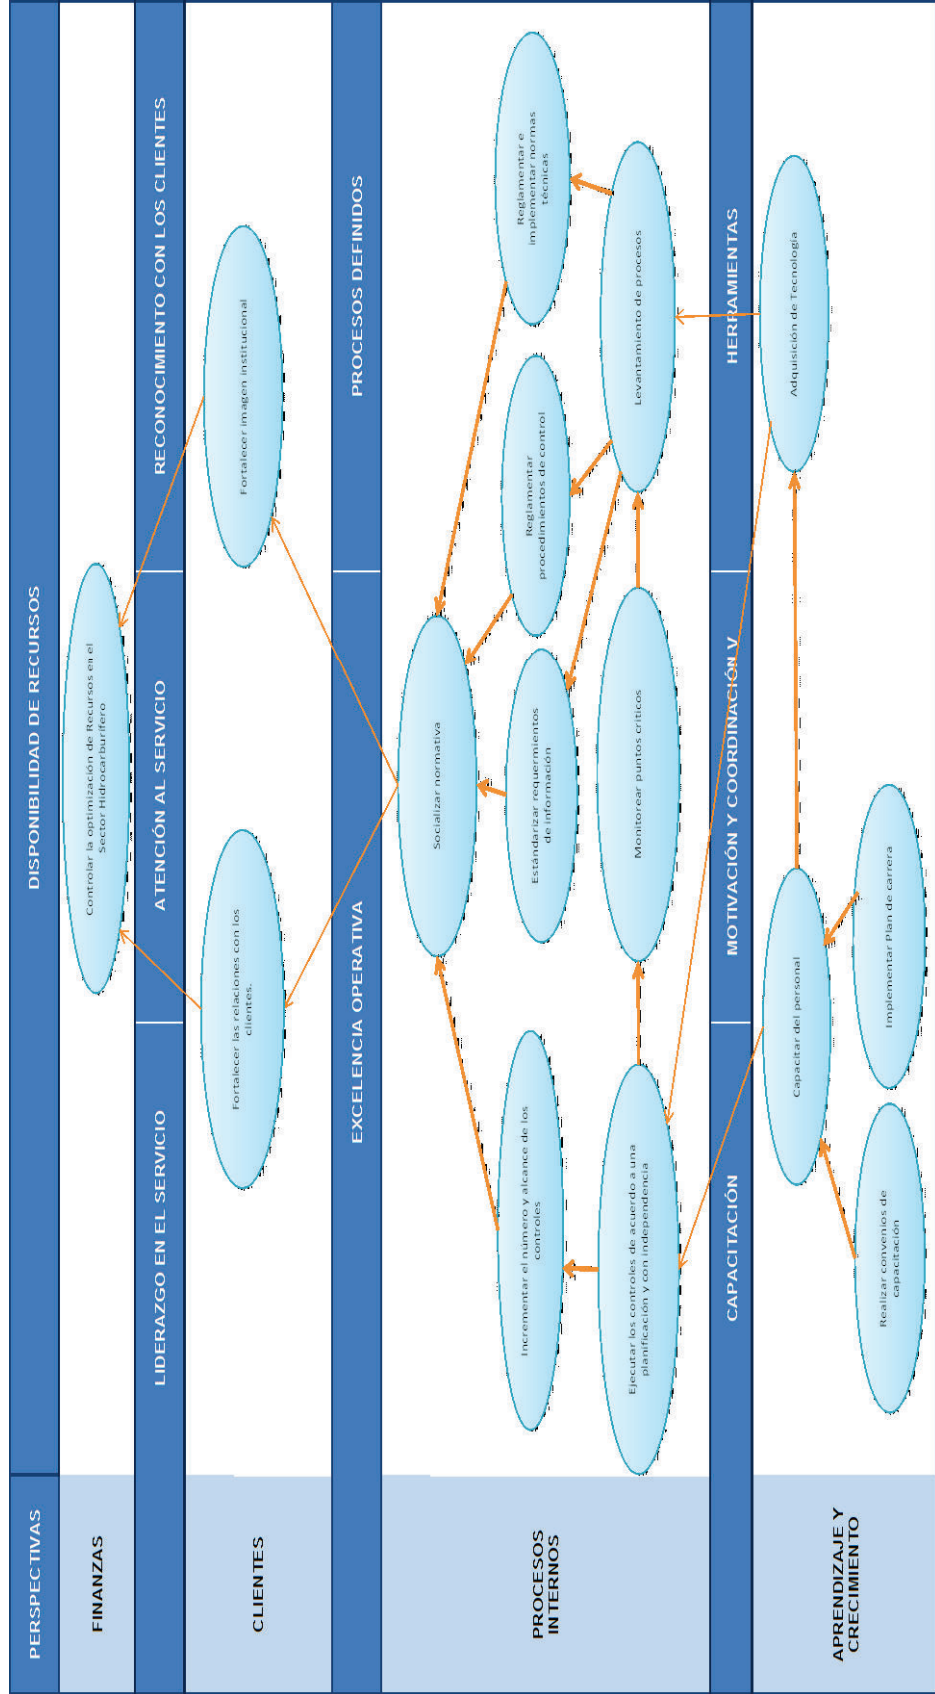 PERSPECTIVAS
DISPONIBILIDAD DE RECURSOS
FINANZAS
Controlar la optimización de Recursos en el
Sector Hidrocarburífero
LIDERAZGO EN EL SERVICIO
ATENCIÓN AL SERVICIO
RECONOCIMIENTO CON LOS CLIENTES
CLIENTES
Fortalecer las relaciones con los
clientes.
Fortalecer imagen institucional
EXCELENCIA OPERATIVA
PROCESOS DEFINIDOS
PROCESOS
INTERNOS
Socializar normativa
Incrementar el número y alcance de los
controles
Estándarizar requermientos
de información
Reglamentar
procedimientos de control
Reglamentar e
implementar normas
técnicas
Ejecutar los controles de acuerdo a una
planificación y con independencia
Monitorear puntos críticos
Levantamiento de procesos
CAPACITACIÓN
MOTIVACIÓN Y COORDINACIÓN V
HERRAMIENTAS
APRENDIZAJE Y
CRECIMIENTO
Capacitar del personal
Adquisición de Tecnología
Realizar convenios de
capacitación
Implementar Plan de carrera